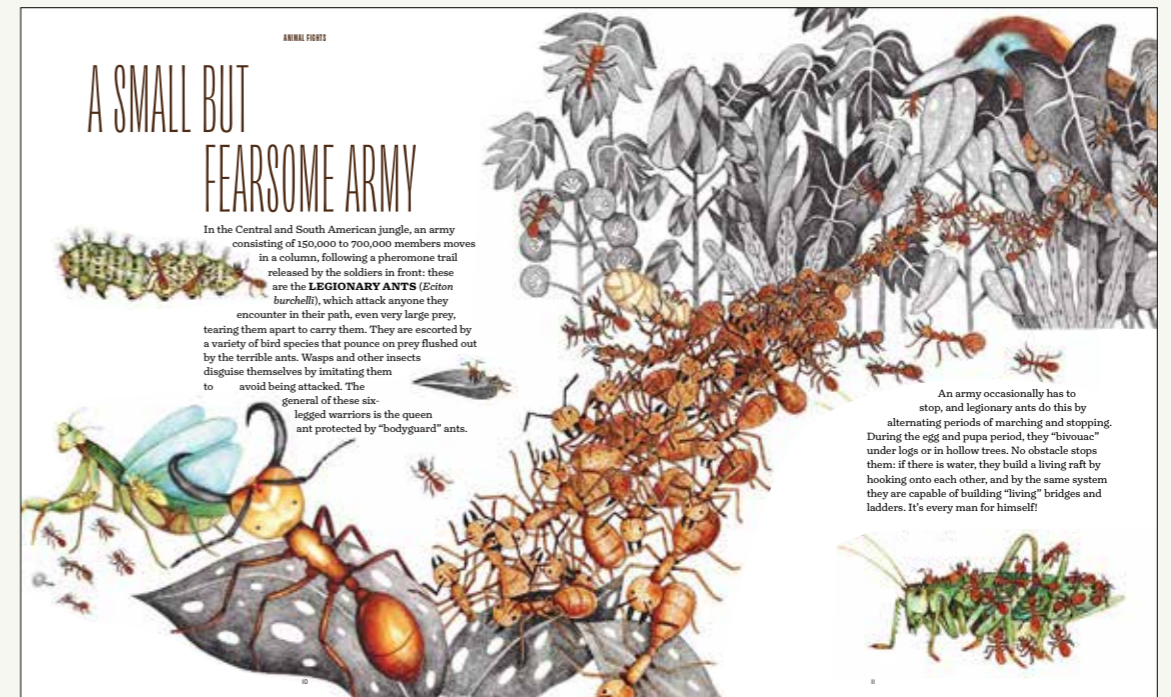 ANIMAL FIGHTS
A SMALL BUT
FEARSOME ARMY
In the Central and South American jungle, an army
consisting of 150,000 to 700,000 members moves
in a column, following a pheromone trail
released by the soldiers in front: these
are the LEGIONARY ANTS (Eciton
burchelli), which attack anyone they
encounter in their path, even very large prey,
tearing them apart to carry them. They are escorted by
a variety of bird species that pounce on prey flushed out
by the terrible ants. Wasps and other insects
disguise themselves by imitating them
to avoid being attacked. The
general of these six-
legged warriors is the queen
ant protected by “bodyguard” ants.
An army occasionally has to
stop, and legionary ants do this by
alternating periods of marching and stopping.
During the egg and pupa period, they “bivouac”
under logs or in hollow trees. No obstacle stops
them: if there is water, they build a living raft by
hooking onto each other, and by the same system
they are capable of building “living” bridges and
ladders. It’s every man for himself!
10
11